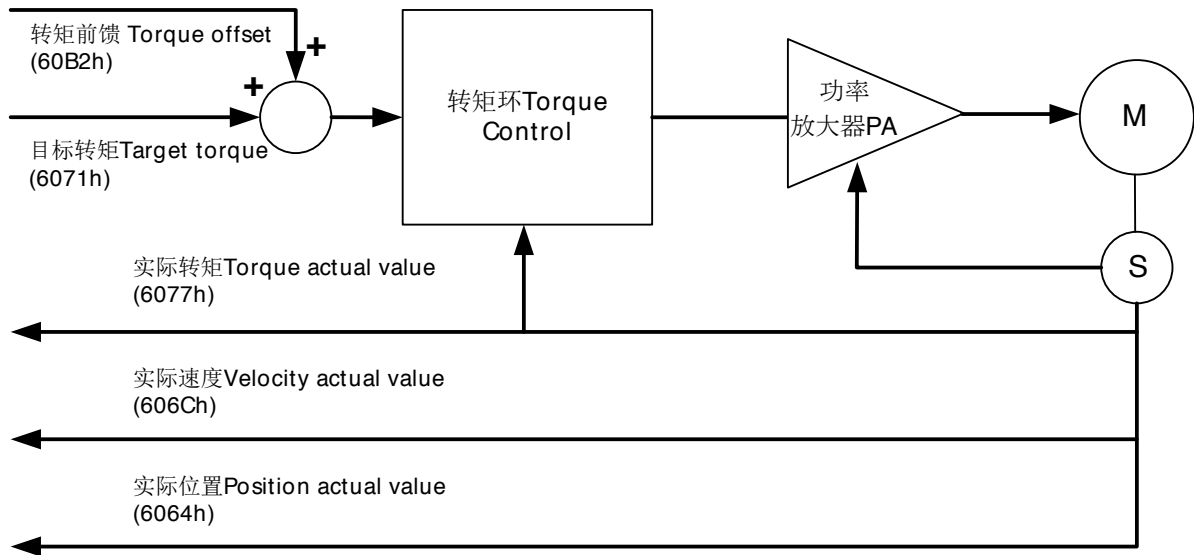 转矩前馈 Torque offset
(60B2h)
+
+
目标转矩Target torque
(6071h)
转矩环Torque
Control
功率
放大器PA
M
S
实际转矩Torque actual value
(6077h)
实际速度Velocity actual value
(606Ch)
实际位置Position actual value
(6064h)